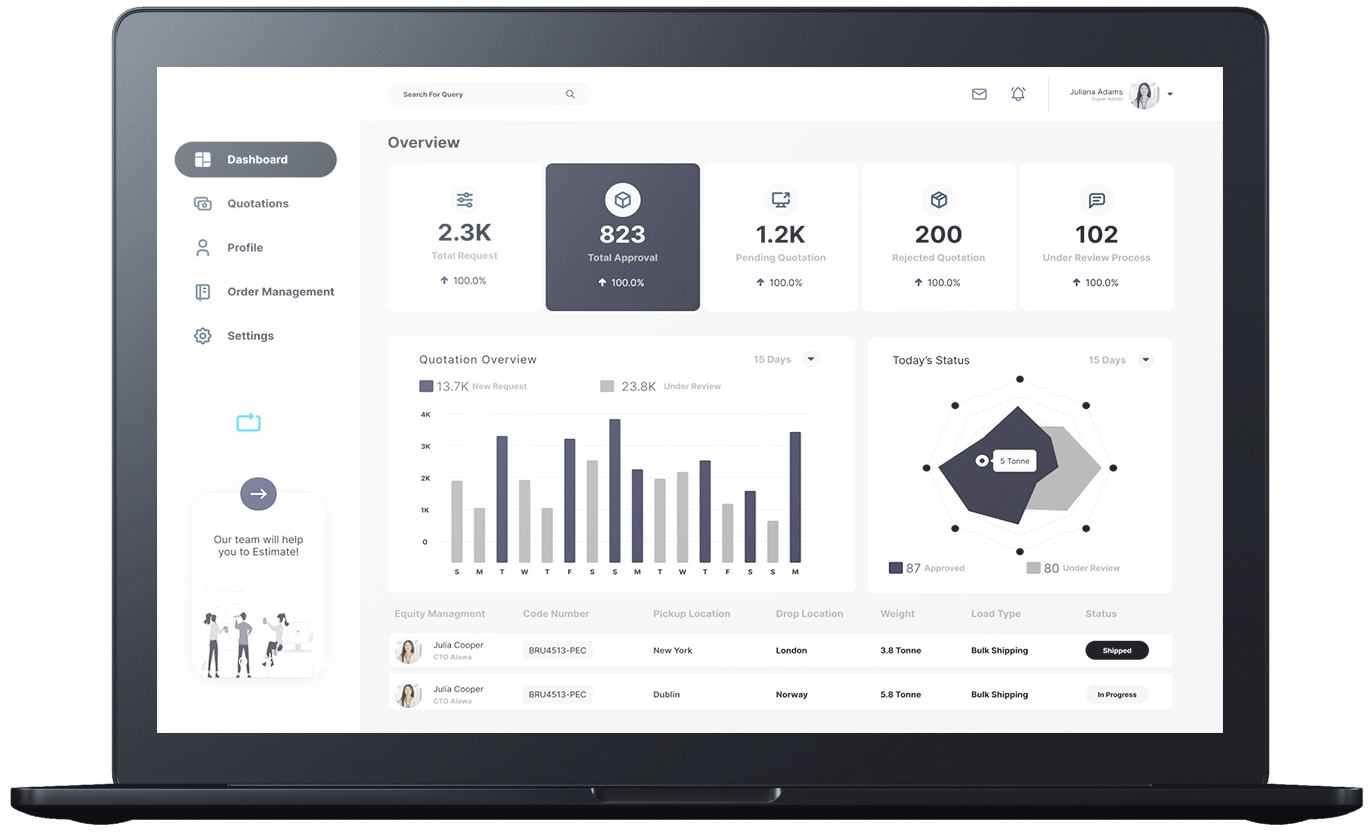 Search For Query
Juliana Adams
Super Admin
Dashboard
Quotations
Profile
Order Management
Settings
Our team will help
you to Estimate!
Overview
2.3K
Total Request
100.0%
823
Total Approval
100.0%
1.2K
Pending Quotation
100.0%
200
Rejected Quotation
100.0%
102
Under Review Process
100.0%
Quotation Overview
15 Days
13.7K New Request
23.8K Under Review
4K
3K
2K
1K
0
S M T W T F S S M T W T F S S M
Today's Status
15 Days
5 Tonne
87 Approved
80 Under Review
Equity Managment Code Number Pickup Location Drop Location Weight Load Type Status
Julia Cooper
CTO Alawa
BRU4513-PEC New York London 3.8 Tonne Bulk Shipping Shipped
Julia Cooper
CTO Alawa
BRU4513-PEC Dublin Norway 5.8 Tonne Bulk Shipping In Progress